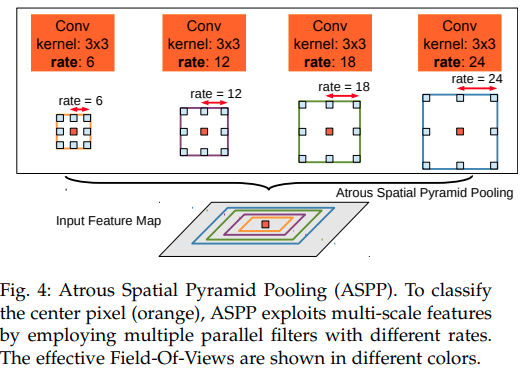 Conv
kernel: 3x3
rate: 6
Conv
kernel: 3x3
rate: 12
Conv
kernel: 3x3
rate: 18
Conv
kernel: 3x3
rate: 24
rate = 6
rate = 12
rate = 18
rate = 24
Atrous Spatial Pyramid Pooling
Input Feature Map
Fig. 4: Atrous Spatial Pyramid Pooling (ASPP). To classify
the center pixel (orange), ASPP exploits multi-scale features
by employing multiple parallel filters with different rates.
The effective Field-Of-Views are shown in different colors.